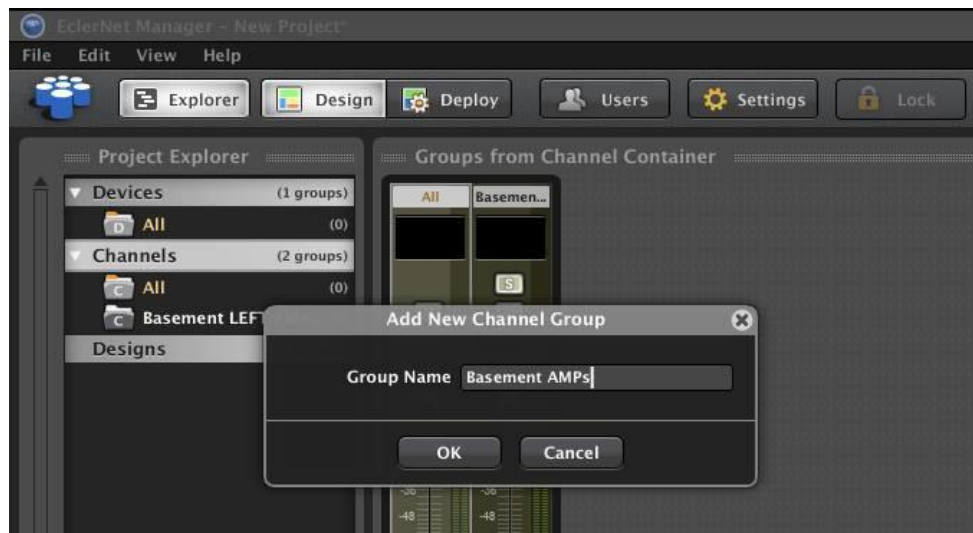 EclerNet Manager - New Project*
File Edit View Help
Explorer Design Deploy Users Settings Lock
Project Explorer
Devices (1 groups)
D All (0)
Channels (2 groups)
C All (0)
C Basement LEFT
Designs
Groups from Channel Container
All Basemen...
S
Add New Channel Group
Group Name Basement AMPs
OK Cancel
-36 -36
-48 -48